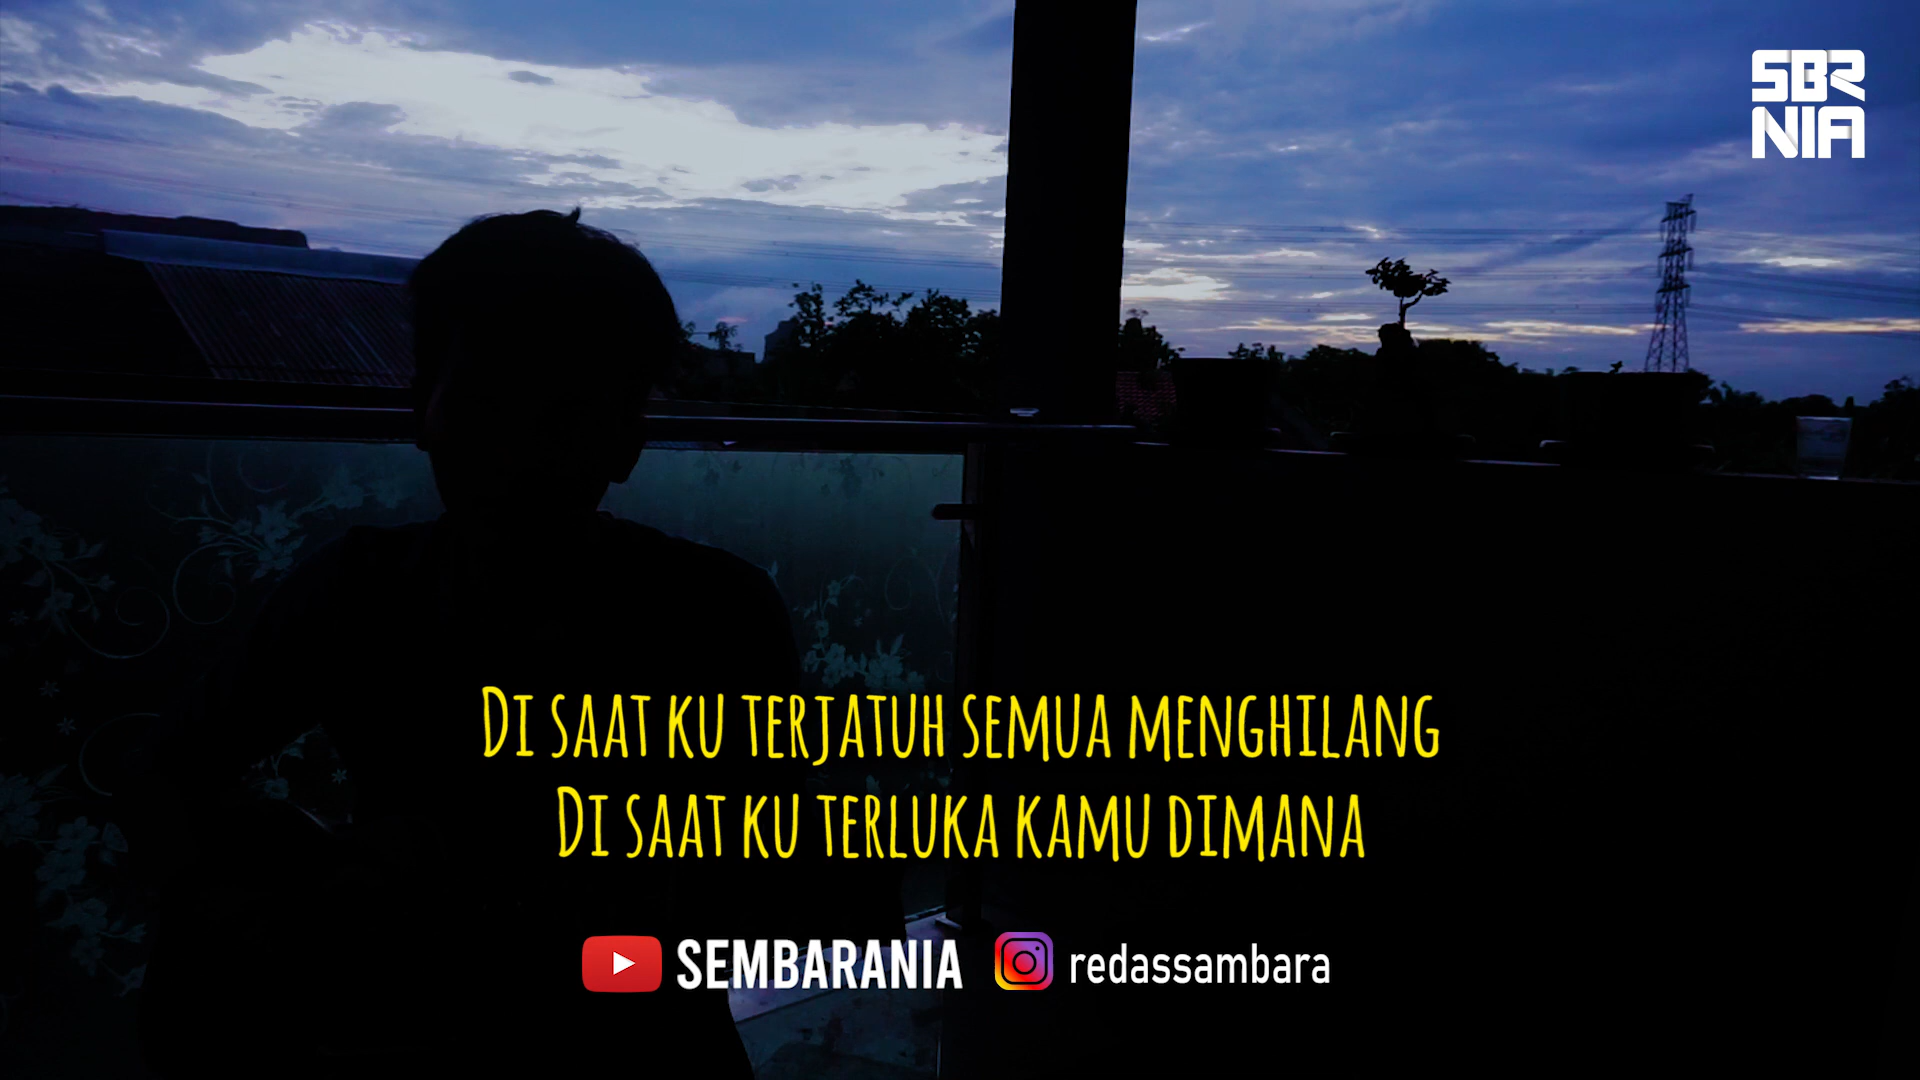 SBR
NIA
DI SAAT KU TERJATUH SEMUA MENGHILANG
DI SAAT KU TERLUKA KAMU DIMANA
SEMBARANIA
redassambara